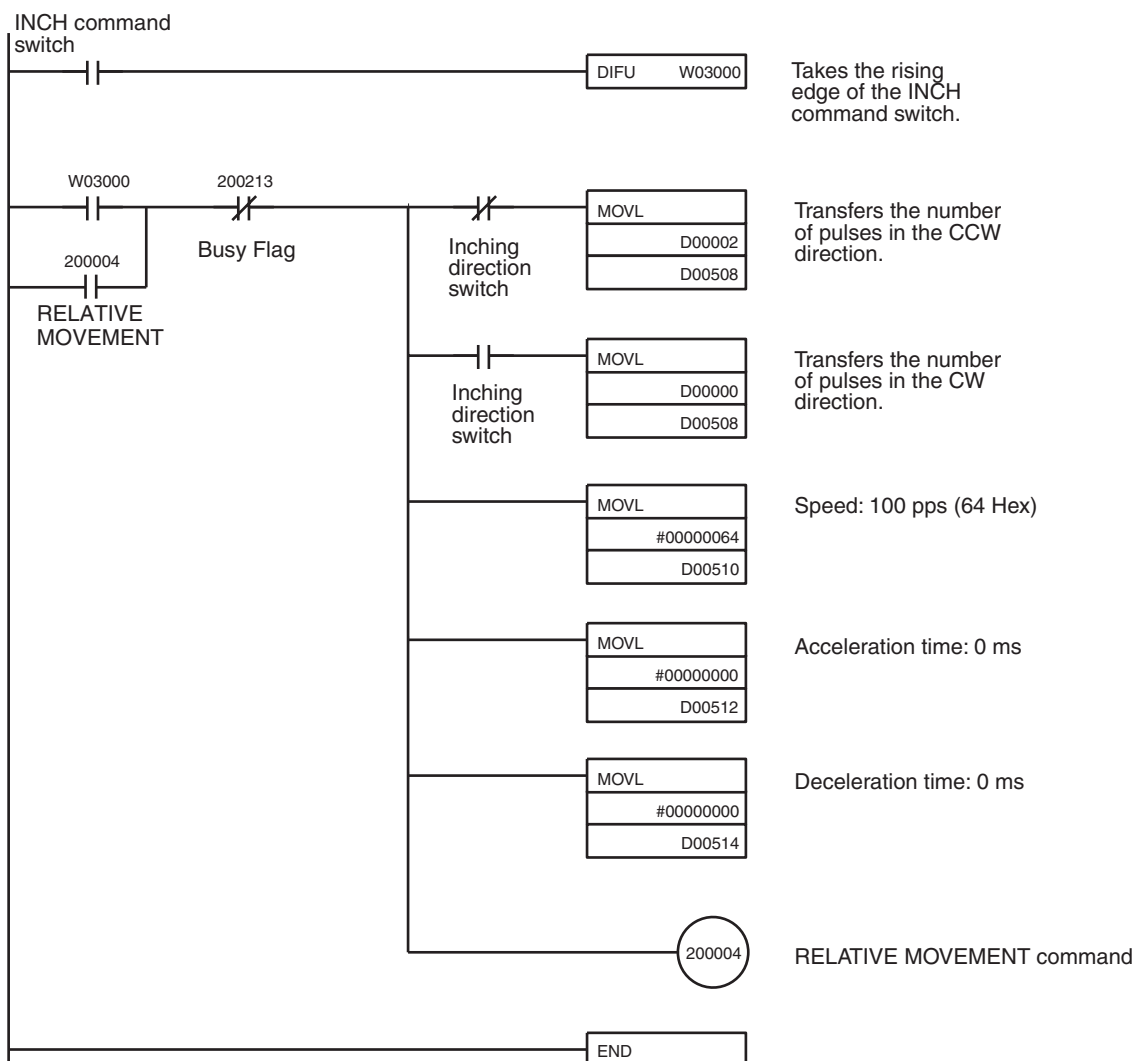 INCH command
switch
DIFU W03000
Takes the rising
edge of the INCH
command switch.
W03000
200213
Busy Flag
200004
RELATIVE
MOVEMENT
Inching
direction
switch
MOVL
D00002
D00508
Transfers the number
of pulses in the CCW
direction.
Inching
direction
switch
MOVL
D00000
D00508
Transfers the number
of pulses in the CW
direction.
MOVL
#00000064
D00510
Speed: 100 pps (64 Hex)
MOVL
#00000000
D00512
Acceleration time: 0 ms
MOVL
#00000000
D00514
Deceleration time: 0 ms
200004
RELATIVE MOVEMENT command
END